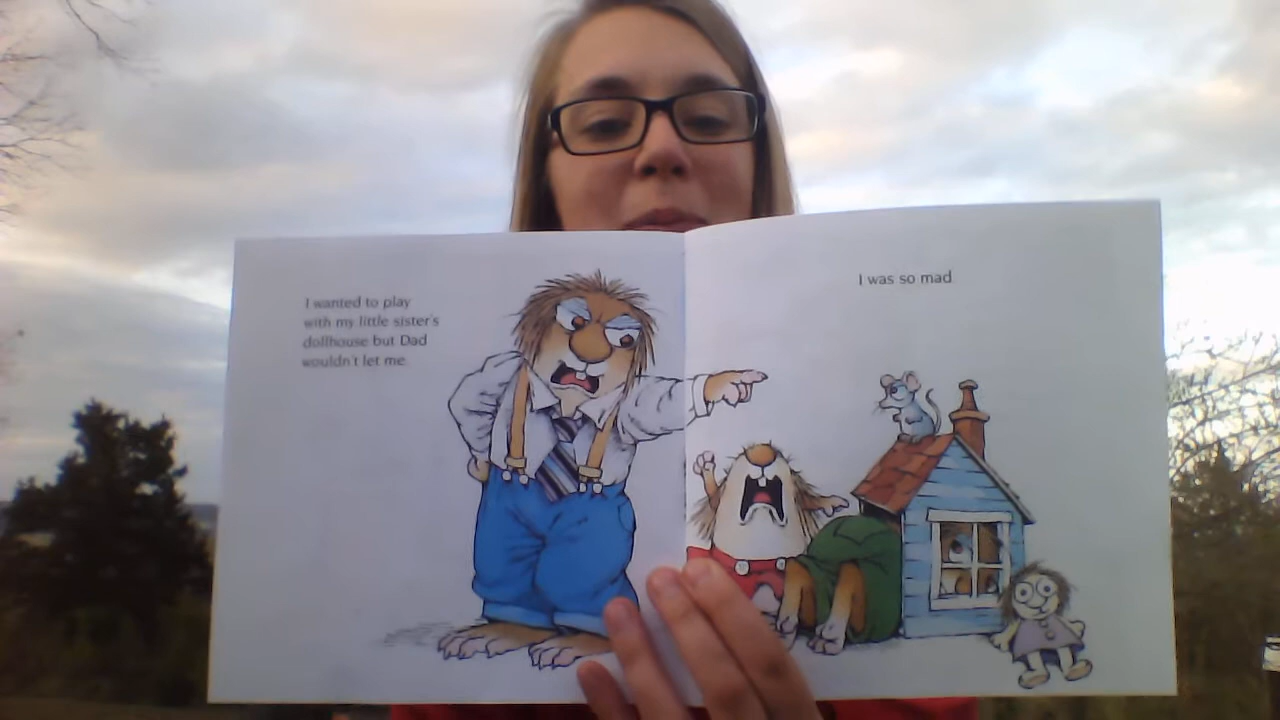 I wanted to play
with my little sister's
dollhouse but Dad
wouldn't let me.
I was so mad